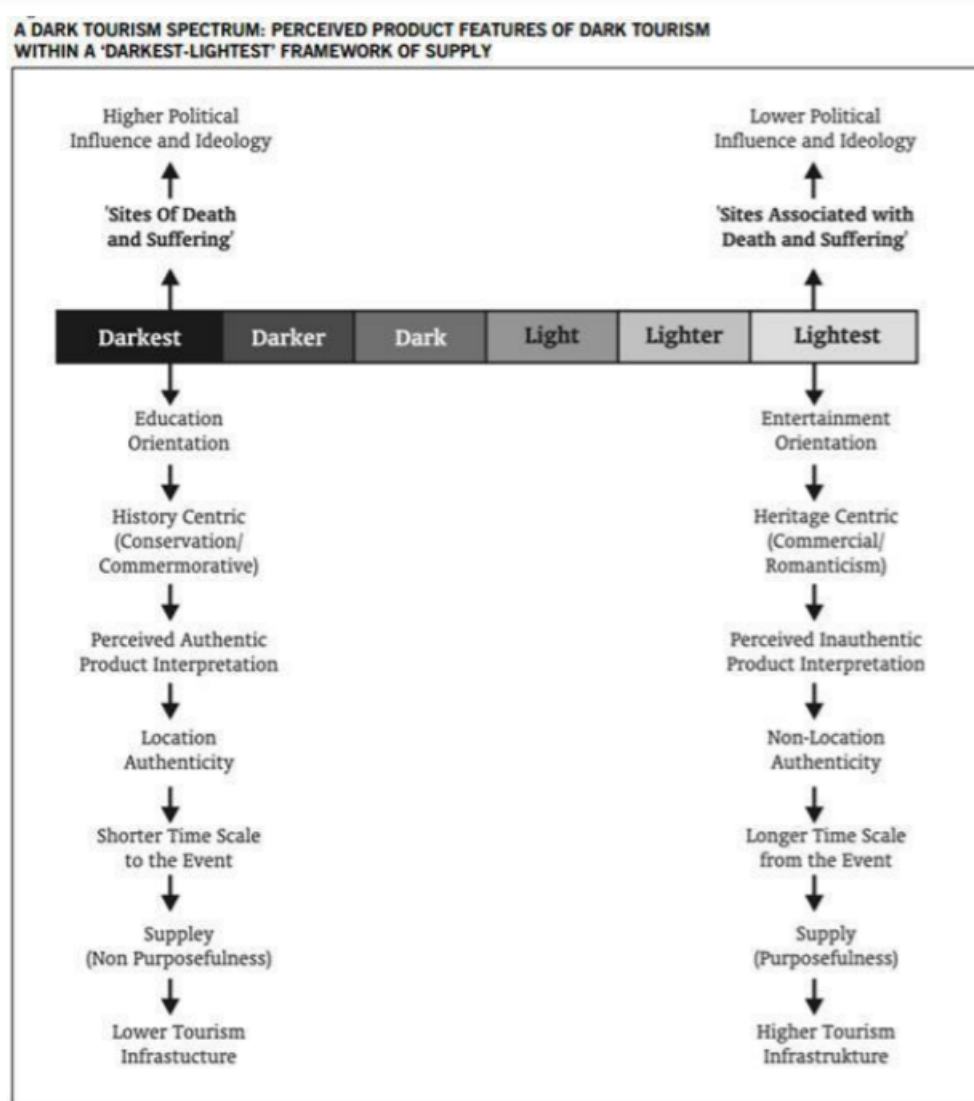 A DARK TOURISM SPECTRUM: PERCEIVED PRODUCT FEATURES OF DARK TOURISM
WITHIN A ‘DARKEST-LIGHTEST’ FRAMEWORK OF SUPPLY
Higher Political
Influence and Ideology
'Sites Of Death
and Suffering'
Lower Political
Influence and Ideology
'Sites Associated with
Death and Suffering'
Darkest Darker Dark Light Lighter Lightest
Education
Orientation
History Centric
(Conservation/
Commermorative)
Perceived Authentic
Product Interpretation
Location
Authenticity
Shorter Time Scale
to the Event
Suppley
(Non Purposefulness)
Lower Tourism
Infrastucture
Entertainment
Orientation
Heritage Centric
(Commercial/
Romanticism)
Perceived Inauthentic
Product Interpretation
Non-Location
Authenticity
Longer Time Scale
from the Event
Supply
(Purposefulness)
Higher Tourism
Infrastrukture